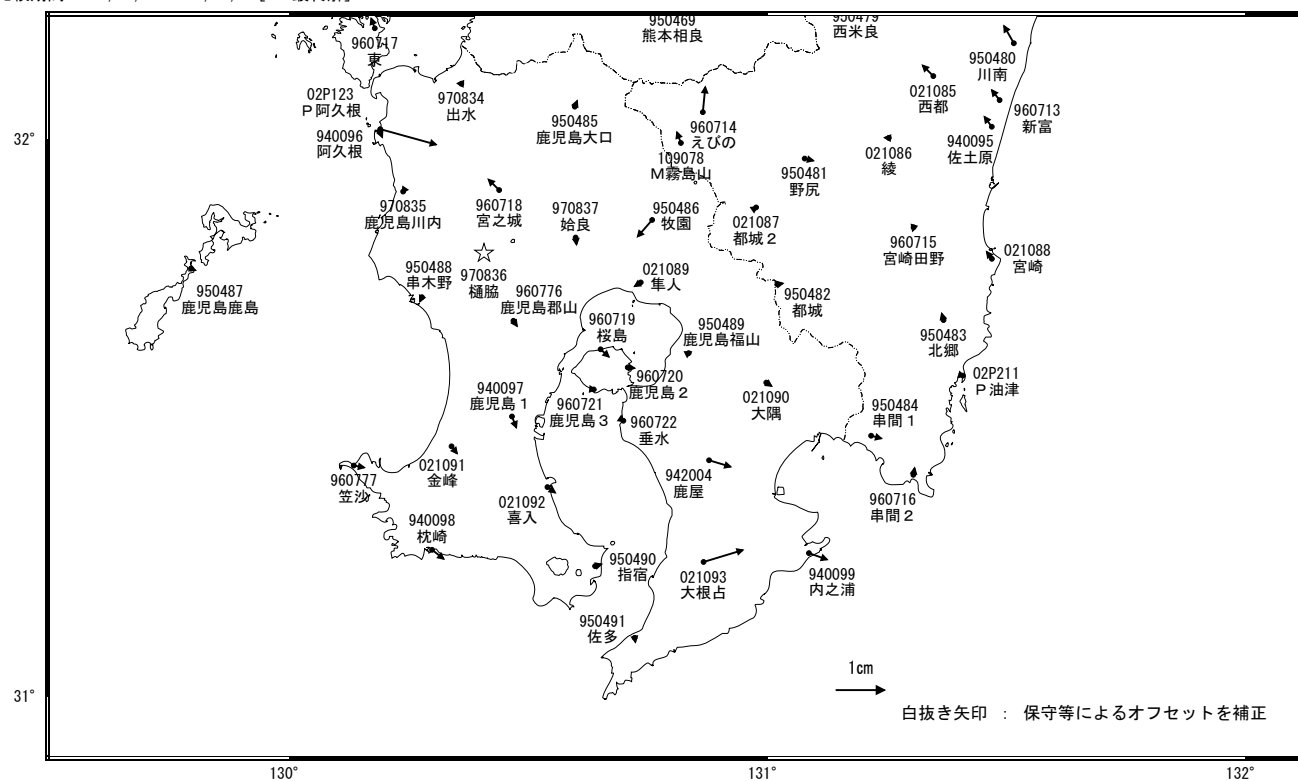 950469
熊本相良
950479
西米良
960717
東
950480
川南
021085
西都
960713
新富
02P123
P阿久根
970834
出水
950485
鹿児島大口
960714
えびの
940095
佐土原
32°
940096
阿久根
109078
M霧島山
950481
野尻
021086
綾
970835
鹿児島川内
960718
宮之城
970837
姶良
950486
牧園
021087
都城2
960715
宮崎田野
021088
宮崎
950488
串木野
970836
樋脇
960776
鹿児島郡山
021089
隼人
950482
都城
950487
鹿児島鹿島
960719
桜島
950489
鹿児島福山
950483
北郷
02P211
P油津
940097
鹿児島1
960721
鹿児島3
960720
鹿児島2
021090
大隅
950484
串間1
960722
垂水
960777
笠沙
021091
金峰
942004
鹿屋
960716
串間2
021092
喜入
940098
枕崎
950490
指宿
021093
大根占
940099
内之浦
950491
佐多
31°
1cm
白抜き矢印 : 保守等によるオフセットを補正
130°
131°
132°